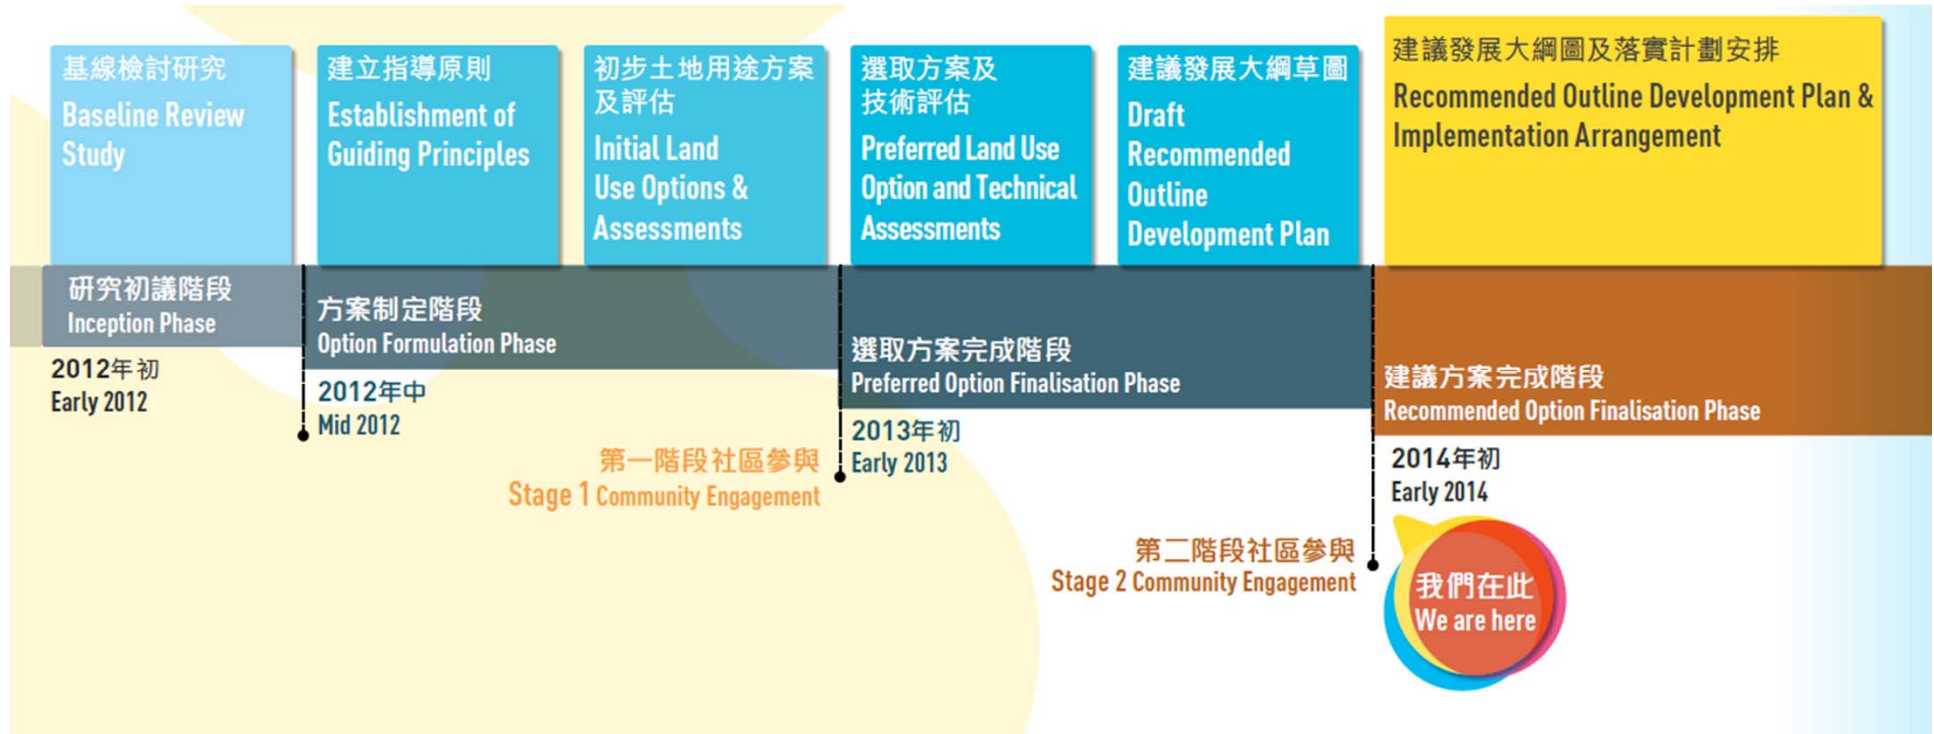 基線檢討研究
Baseline Review
Study
建立指導原則
Establishment of
Guiding Principles
初步土地用途方案
及評估
Initial Land
Use Options &
Assessments
選取方案及
技術評估
Preferred Land Use
Option and Technical
Assessments
建議發展大綱草圖
Draft
Recommended
Outline
Development Plan
建議發展大綱圖及落實計劃安排
Recommended Outline Development Plan &
Implementation Arrangement
研究初議階段
Inception Phase
2012年初
Early 2012
方案制定階段
Option Formulation Phase
2012年中
Mid 2012
第一階段社區參與
Stage 1 Community Engagement
選取方案完成階段
Preferred Option Finalisation Phase
2013年初
Early 2013
第二階段社區參與
Stage 2 Community Engagement
建議方案完成階段
Recommended Option Finalisation Phase
2014年初
Early 2014
我們在此
We are here